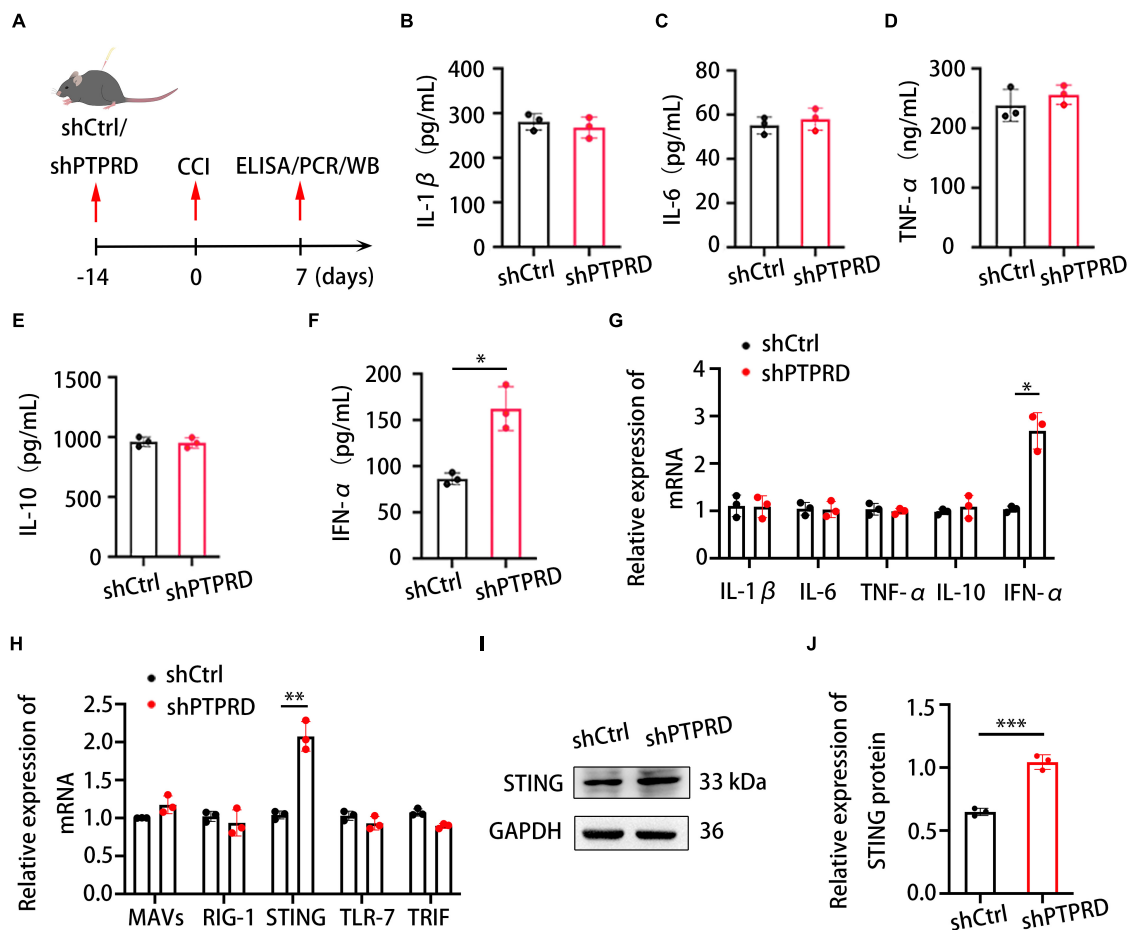 A
shCtrl/
shPTPRD CCI ELISA/PCR/WB
-14 0 7 (days)
B
IL-1 β (pg/mL)
400
300
200
100
0
shCtrl shPTPRD
C
IL-6 (pg/mL)
80
60
40
20
0
shCtrl shPTPRD
D
TNF- α (ng/mL)
300
200
100
0
shCtrl shPTPRD
E
IL-10 (pg/mL)
1500
1000
500
0
shCtrl shPTPRD
F
IFN- α (pg/mL)
200
150
100
50
0
*
shCtrl shPTPRD
G
shCtrl
shPTPRD
Relative expression of
mRNA
4
3
2
1
0
*
IL-1 β IL-6 TNF- α IL-10 IFN- α
H
shCtrl
shPTPRD
Relative expression of
mRNA
2.5
2.0
1.5
1.0
0.5
0.0
**
MAVs RIG-1 STING TLR-7 TRIF
I
shCtrl shPTPRD
STING 33 kDa
GAPDH 36
J
Relative expression of
STING protein
1.5
1.0
0.5
0.0
***
shCtrl shPTPRD